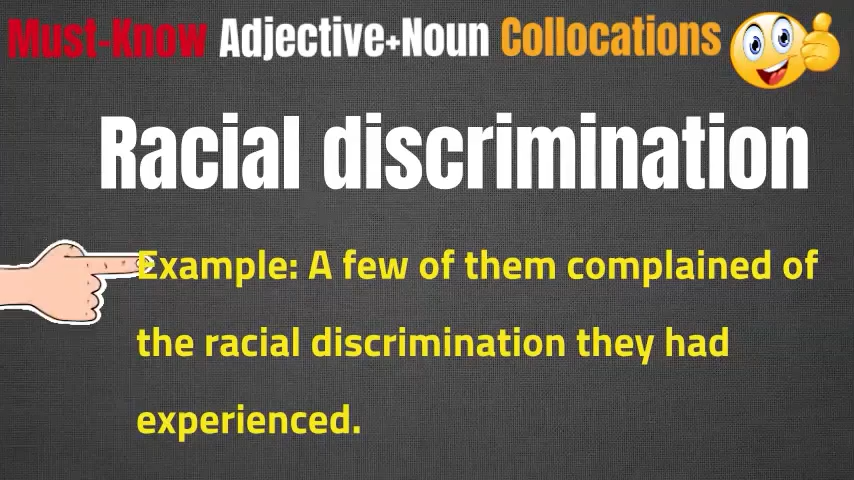 Must-Know Adjective+Noun Collocations
Racial discrimination
Example: A few of them complained of
the racial discrimination they had
experienced.